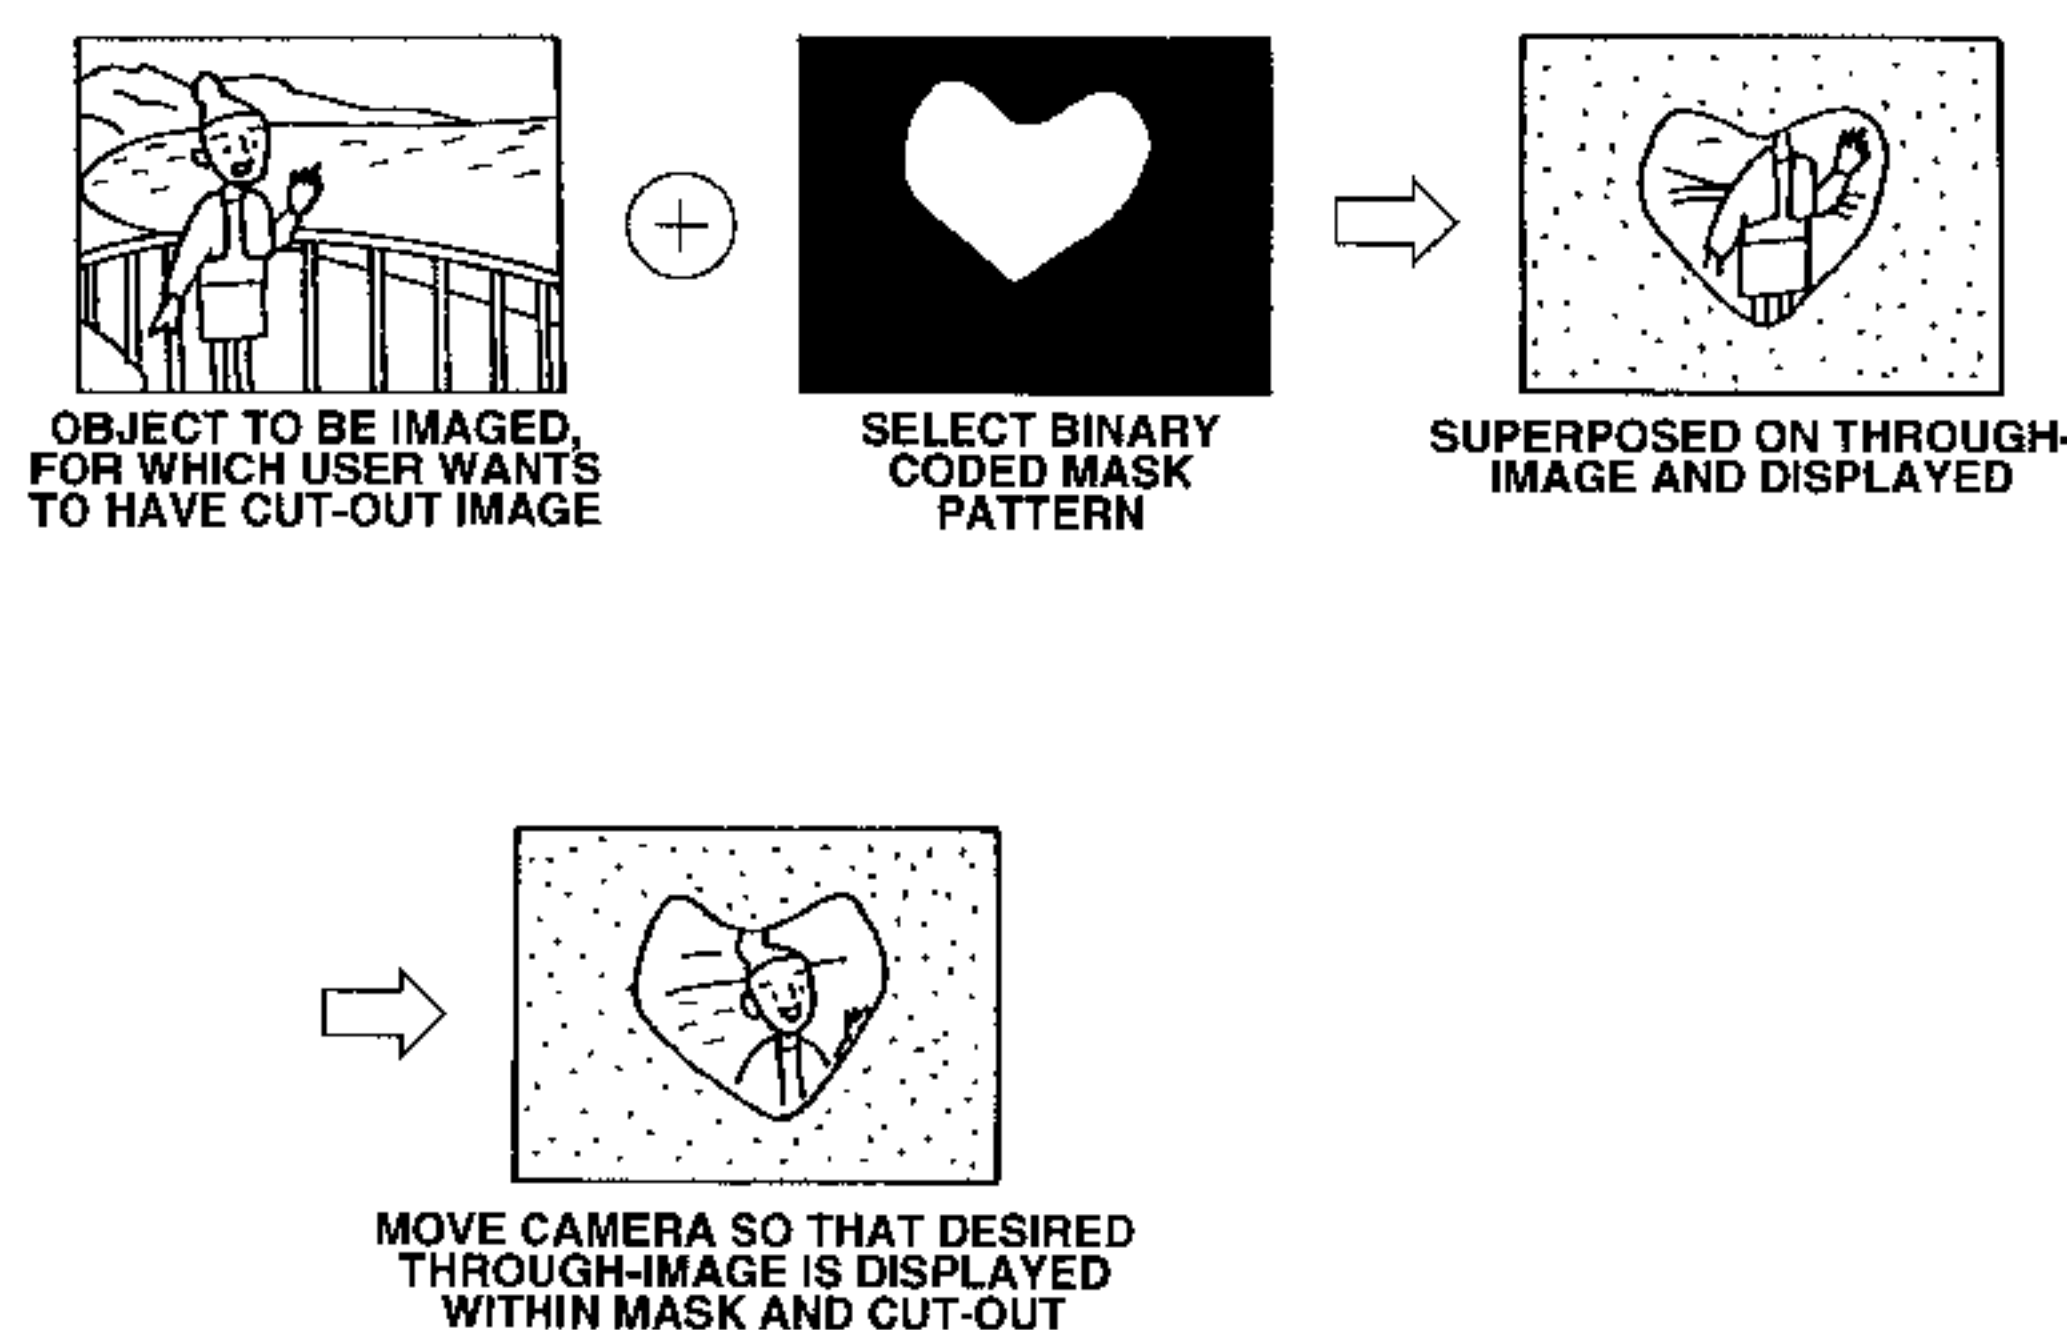 OBJECT TO BE IMAGED,
FOR WHICH USER WANTS
TO HAVE CUT-OUT IMAGE
SELECT BINARY
CODED MASK
PATTERN
SUPERPOSED ON THROUGH-
IMAGE AND DISPLAYED
MOVE CAMERA SO THAT DESIRED
THROUGH-IMAGE IS DISPLAYED
WITHIN MASK AND CUT-OUT